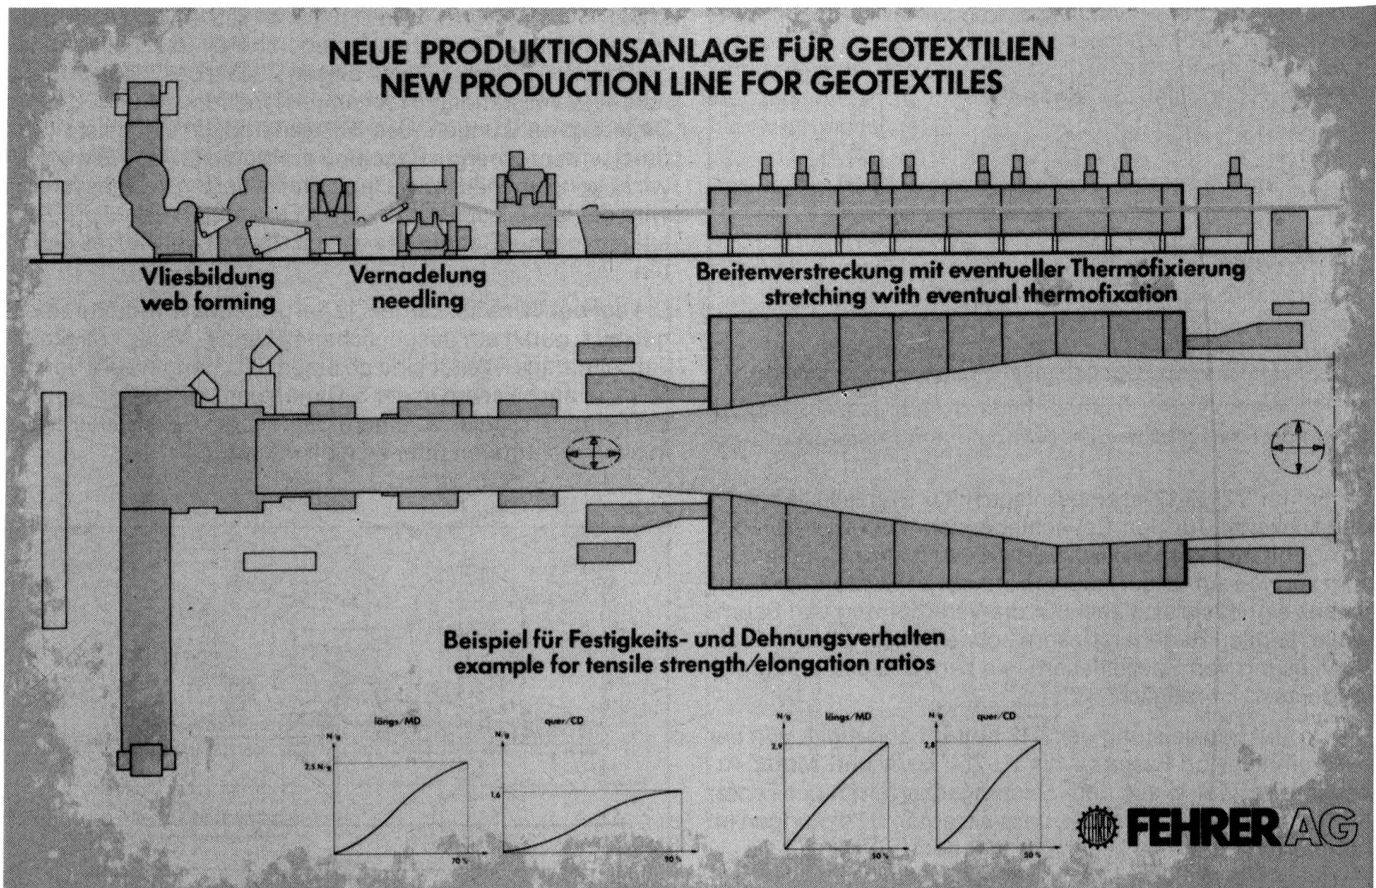 NEUE PRODUKTIONSANLAGE FÜR GEOTEXTILIEN
NEW PRODUCTION LINE FOR GEOTEXTILES
Vliesbildung
web forming
Vernadelung
needling
Breitenverstreckung mit eventueller Thermofixierung
stretching with eventual thermofixation
Beispiel für Festigkeits- und Dehnungsverhalten
example for tensile strength/elongation ratios
längs/MD
N/g
2,5 N/g
70 %
quer/CD
N/g
1,6
90 %
N/g
längs/MD
2,9
50 %
N/g
quer/CD
2,8
50 %
FEHRER AG